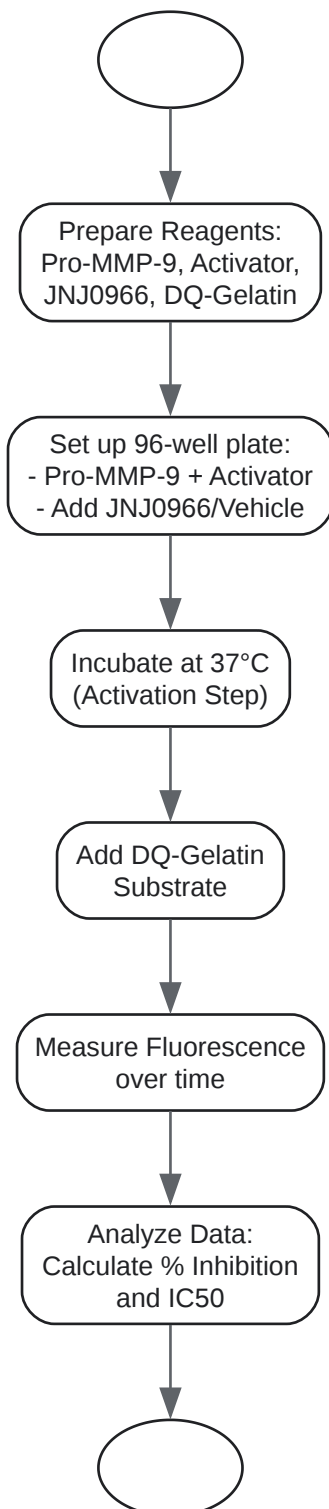 Prepare Reagents:
Pro-MMP-9, Activator,
JNJ0966, DQ-Gelatin
Set up 96-well plate:
- Pro-MMP-9 + Activator
- Add JNJ0966/Vehicle
Incubate at 37°C
(Activation Step)
Add DQ-Gelatin
Substrate
Measure Fluorescence
over time
Analyze Data:
Calculate % Inhibition
and IC50